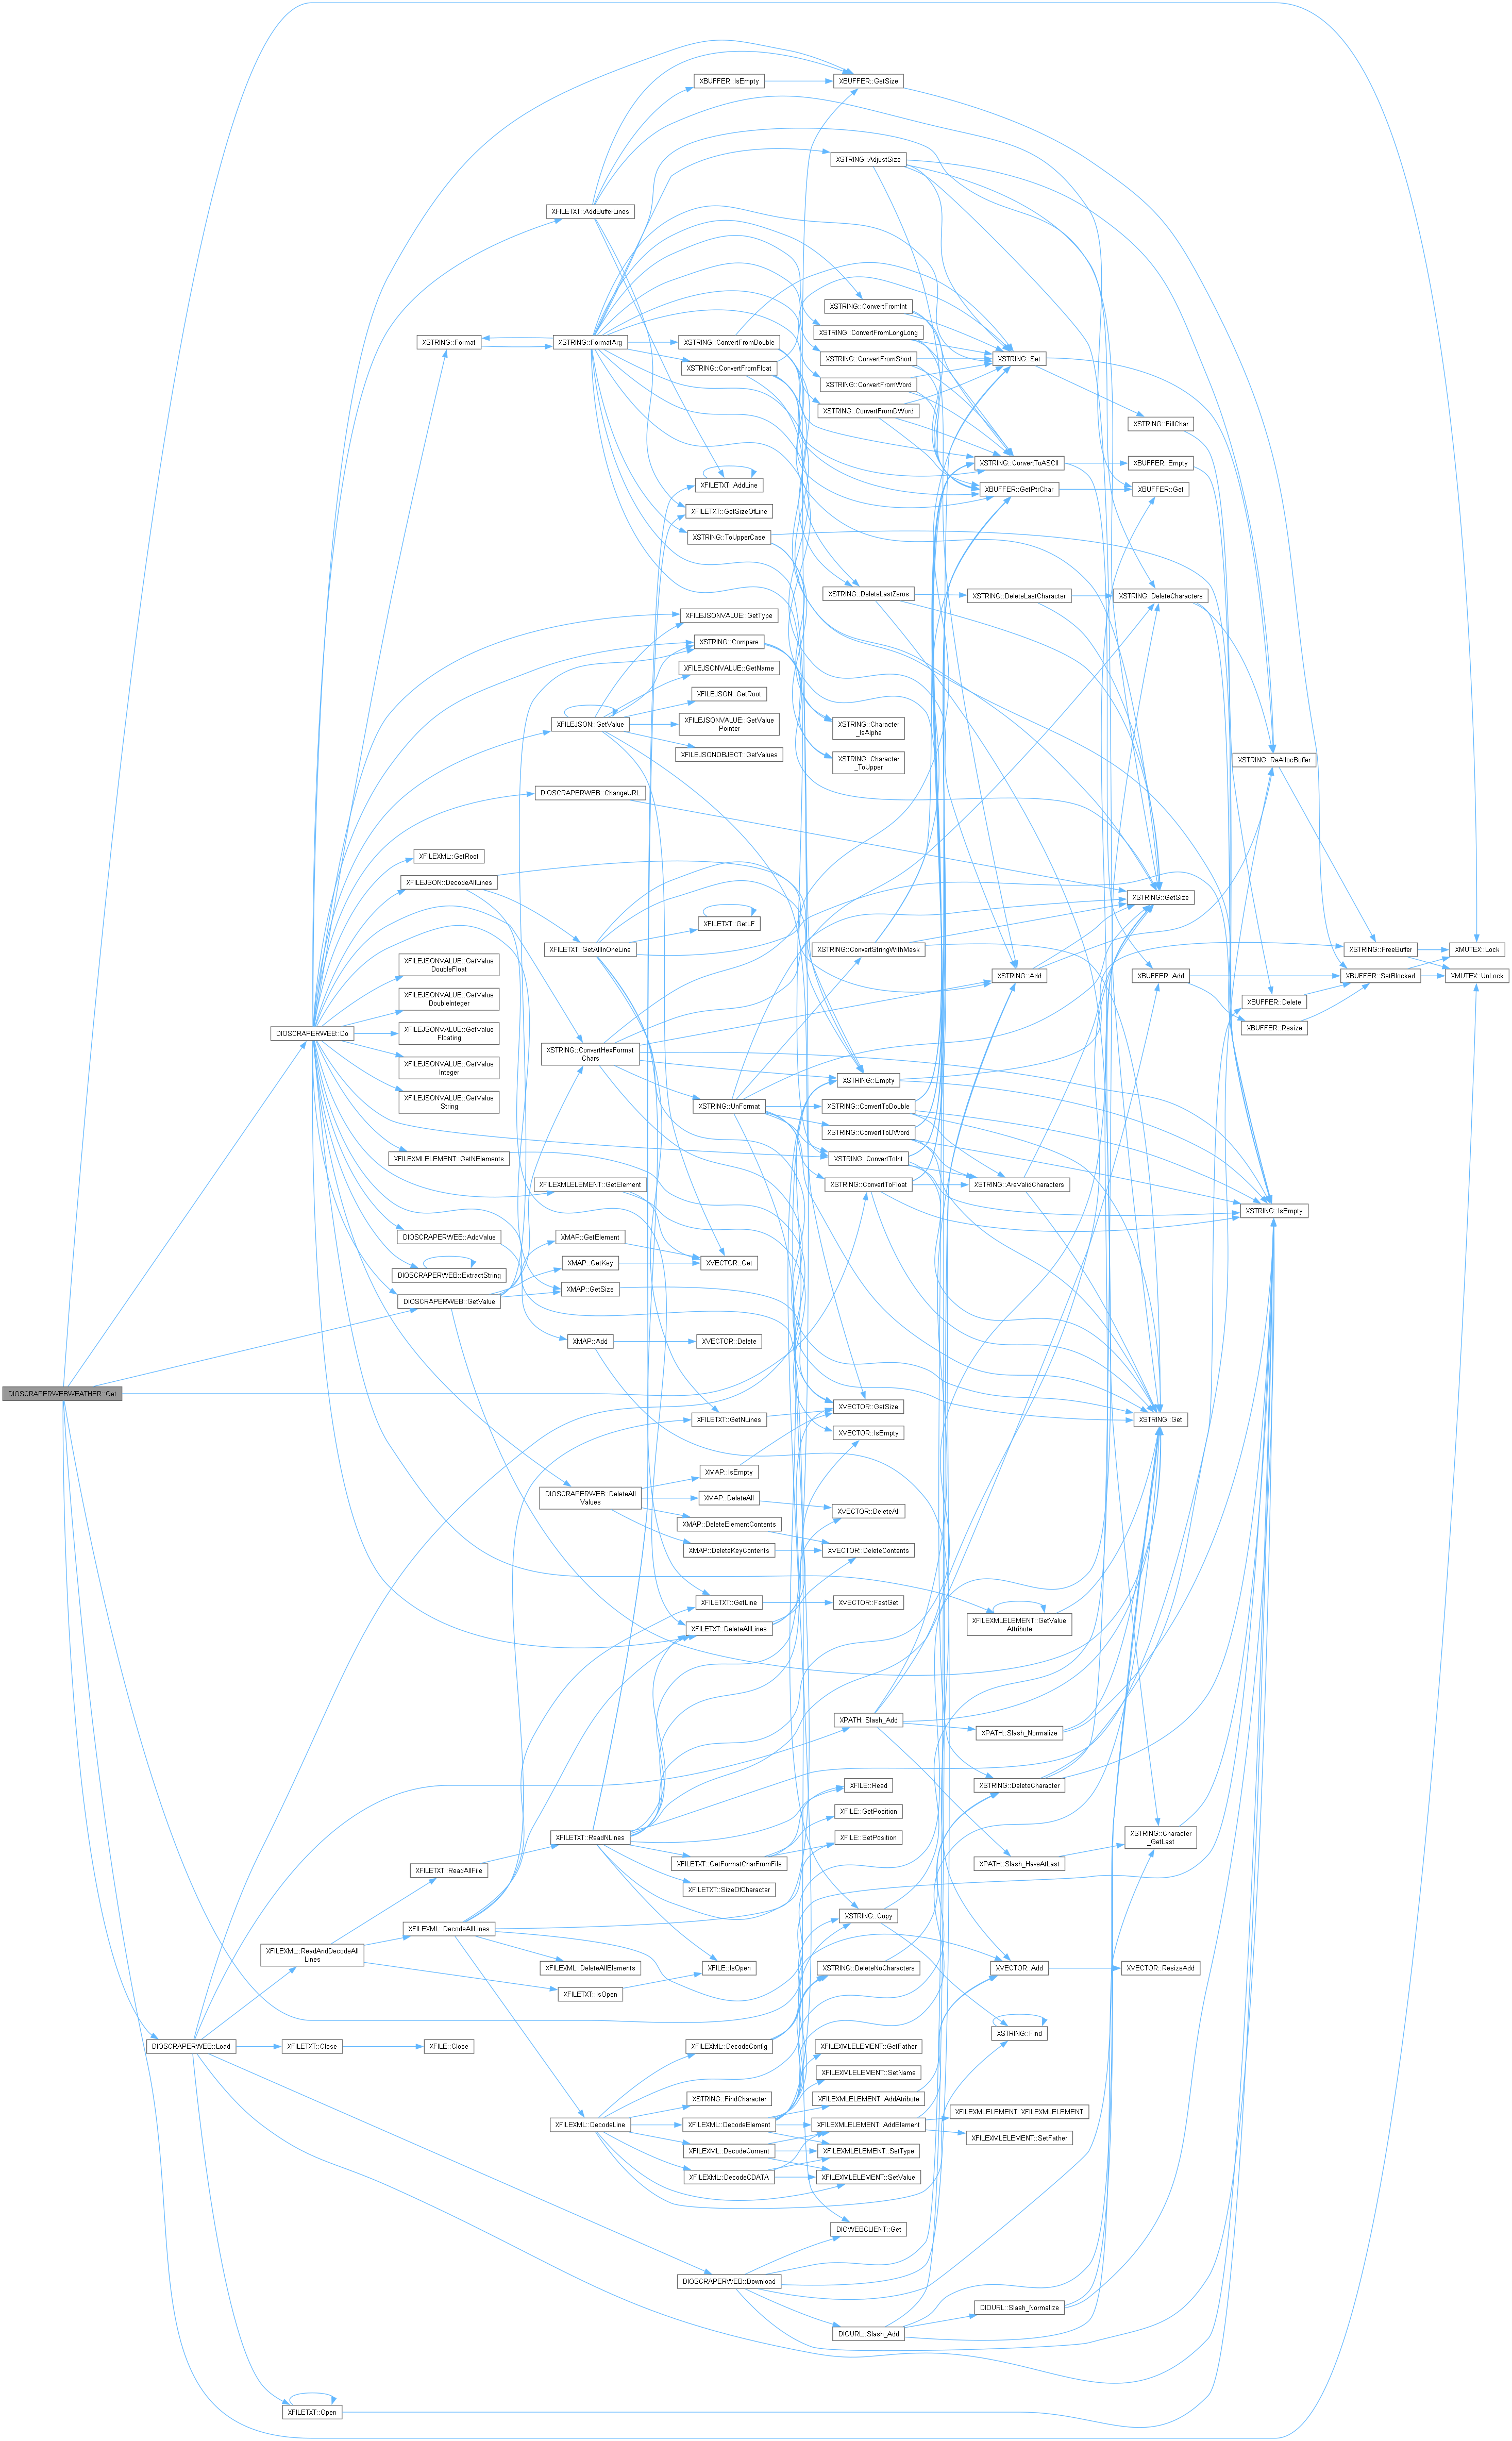 XBUFFER::IsEmpty
XBUFFER::GetSize
XSTRING::AdjustSize
XFILETXT::AddBufferLines
XSTRING::ConvertFromInt
XSTRING::ConvertFromLongLong
XSTRING::Format
XSTRING::FormatArg
XSTRING::ConvertFromDouble
XSTRING::ConvertFromShort
XSTRING::Set
XSTRING::ConvertFromFloat
XSTRING::ConvertFromWord
XSTRING::ConvertFromDWord
XSTRING::FillChar
XSTRING::ConvertToASCII
XBUFFER::Empty
XFILETXT::AddLine
XBUFFER::GetPtrChar
XBUFFER::Get
XFILETXT::GetSizeOfLine
XSTRING::ToUpperCase
XSTRING::DeleteLastZeros
XSTRING::DeleteLastCharacter
XSTRING::DeleteCharacters
XFILEJSONVALUE::GetType
XSTRING::Compare
XFILEJSONVALUE::GetName
XFILEJSON::GetRoot
XFILEJSON::GetValue
XFILEJSONVALUE::GetValue
Pointer
XSTRING::Character
_IsAlpha
XFILEJSONOBJECT::GetValues
XSTRING::Character
_ToUpper
XSTRING::ReAllocBuffer
DIOSCRAPERWEB::ChangeURL
XFILEXML::GetRoot
XFILEJSON::DecodeAllLines
XSTRING::GetSize
XFILETXT::GetLF
XFILETXT::GetAllInOneLine
XSTRING::ConvertStringWithMask
XSTRING::FreeBuffer
XMUTEX::Lock
XFILEJSONVALUE::GetValue
DoubleFloat
XSTRING::Add
XBUFFER::Add
XBUFFER::SetBlocked
XMUTEX::UnLock
XFILEJSONVALUE::GetValue
DoubleInteger
XBUFFER::Delete
XBUFFER::Resize
DIOSCRAPERWEB::Do
XFILEJSONVALUE::GetValue
Floating
XSTRING::ConvertHexFormat
Chars
XFILEJSONVALUE::GetValue
Integer
XSTRING::Empty
XFILEJSONVALUE::GetValue
String
XSTRING::UnFormat
XSTRING::ConvertToDouble
XSTRING::ConvertToDWord
XFILEXMLELEMENT::GetNElements
XSTRING::ConvertToInt
XFILEXMLELEMENT::GetElement
XSTRING::ConvertToFloat
XSTRING::AreValidCharacters
XSTRING::IsEmpty
DIOSCRAPERWEB::AddValue
XMAP::GetElement
XMAP::GetKey
XVECTOR::Get
DIOSCRAPERWEB::ExtractString
XMAP::GetSize
DIOSCRAPERWEB::GetValue
XMAP::Add
XVECTOR::Delete
DIOSCRAPERWEBWEATHER::Get
XVECTOR::GetSize
XFILETXT::GetNLines
XSTRING::Get
XVECTOR::IsEmpty
XMAP::IsEmpty
DIOSCRAPERWEB::DeleteAll
Values
XMAP::DeleteAll
XVECTOR::DeleteAll
XMAP::DeleteElementContents
XMAP::DeleteKeyContents
XVECTOR::DeleteContents
XFILETXT::GetLine
XVECTOR::FastGet
XFILETXT::DeleteAllLines
XFILEXMLELEMENT::GetValue
Attribute
XPATH::Slash_Add
XPATH::Slash_Normalize
XFILE::Read
XSTRING::DeleteCharacter
XFILE::GetPosition
XFILETXT::ReadNLines
XFILE::SetPosition
XSTRING::Character
_GetLast
XFILETXT::ReadAllFile
XFILETXT::GetFormatCharFromFile
XPATH::Slash_HaveAtLast
XFILETXT::SizeOfCharacter
XFILEXML::DecodeAllLines
XSTRING::Copy
XFILEXML::ReadAndDecodeAll
Lines
XFILEXML::DeleteAllElements
XFILE::IsOpen
XSTRING::DeleteNoCharacters
XVECTOR::Add
XVECTOR::ResizeAdd
XFILETXT::IsOpen
XSTRING::Find
DIOSCRAPERWEB::Load
XFILETXT::Close
XFILE::Close
XFILEXML::DecodeConfig
XFILEXMLELEMENT::GetFather
XFILEXMLELEMENT::SetName
XSTRING::FindCharacter
XFILEXMLELEMENT::AddAtribute
XFILEXML::DecodeLine
XFILEXML::DecodeElement
XFILEXMLELEMENT::AddElement
XFILEXMLELEMENT::XFILEXMLELEMENT
XFILEXMLELEMENT::SetFather
XFILEXML::DecodeComent
XFILEXMLELEMENT::SetType
XFILEXML::DecodeCDATA
XFILEXMLELEMENT::SetValue
DIOWEBCLIENT::Get
DIOSCRAPERWEB::Download
DIOURL::Slash_Normalize
DIOURL::Slash_Add
XFILETXT::Open